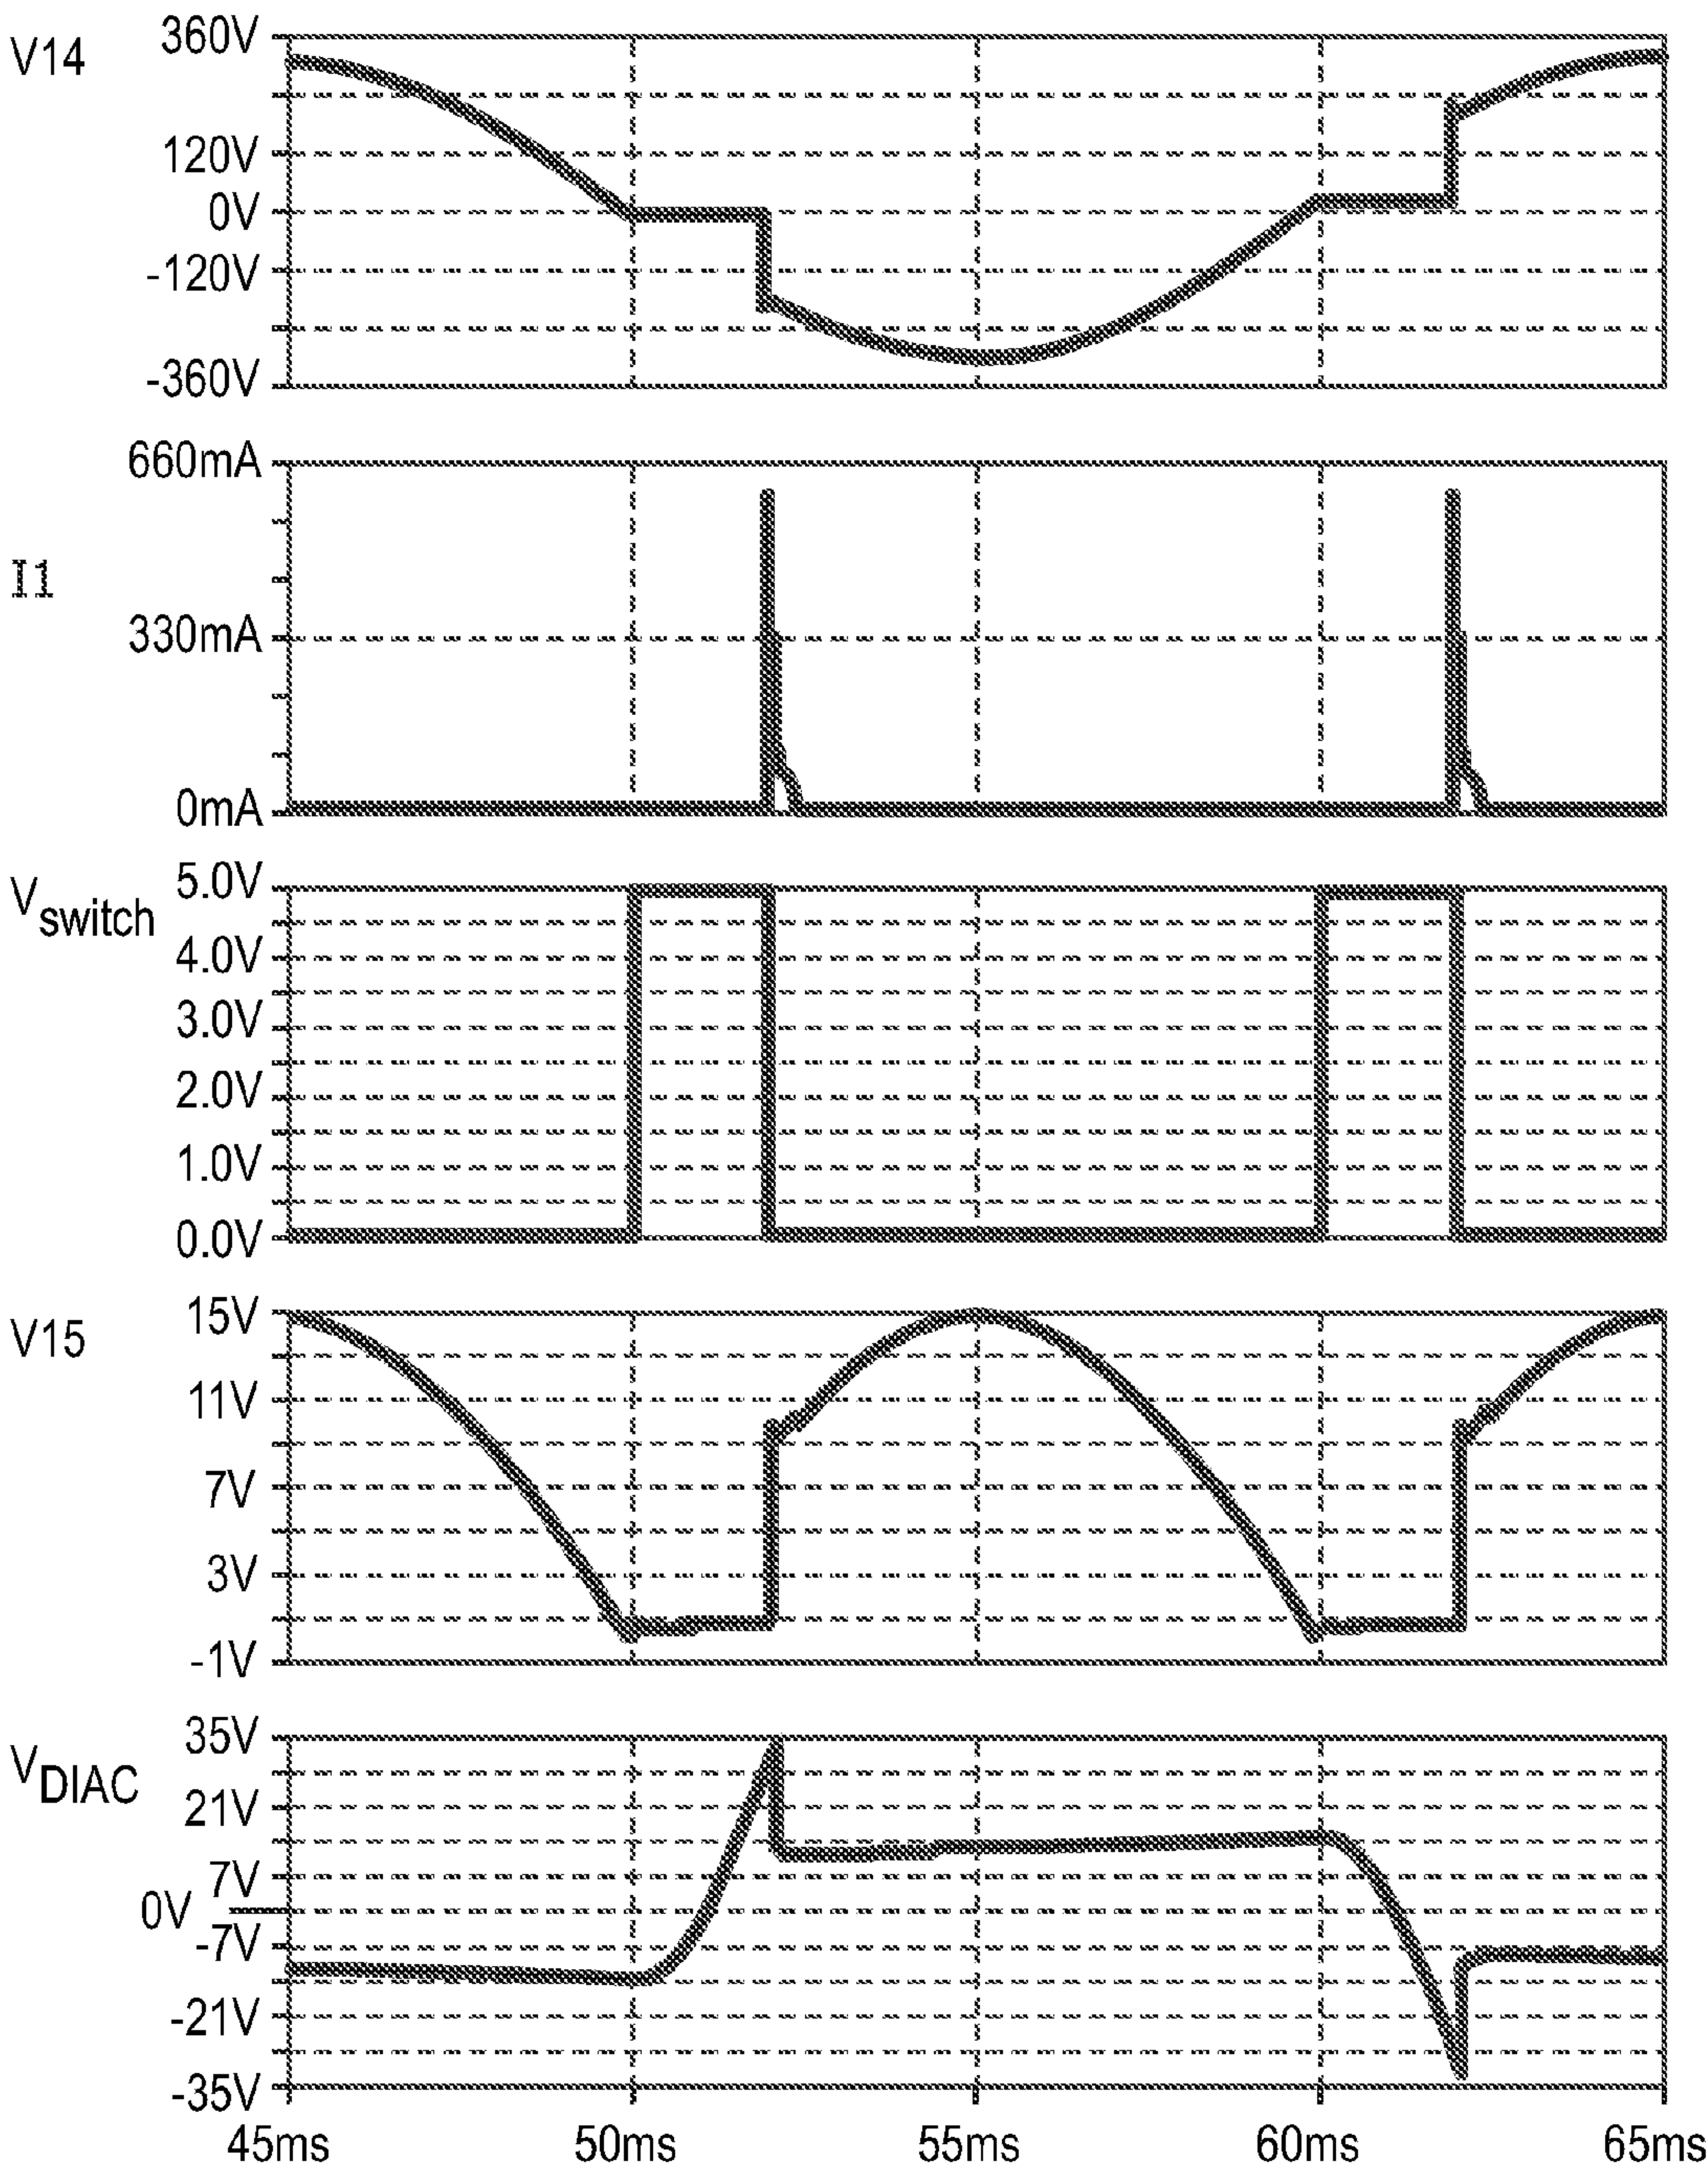 V14
360V
120V
0V
-120V
-360V
I1
660mA
330mA
0mA
Vswitch
5.0V
4.0V
3.0V
2.0V
1.0V
0.0V
V15
15V
11V
7V
3V
-1V
VDIAC
35V
21V
7V
0V
-7V
-21V
-35V
45ms 50ms 55ms 60ms 65ms